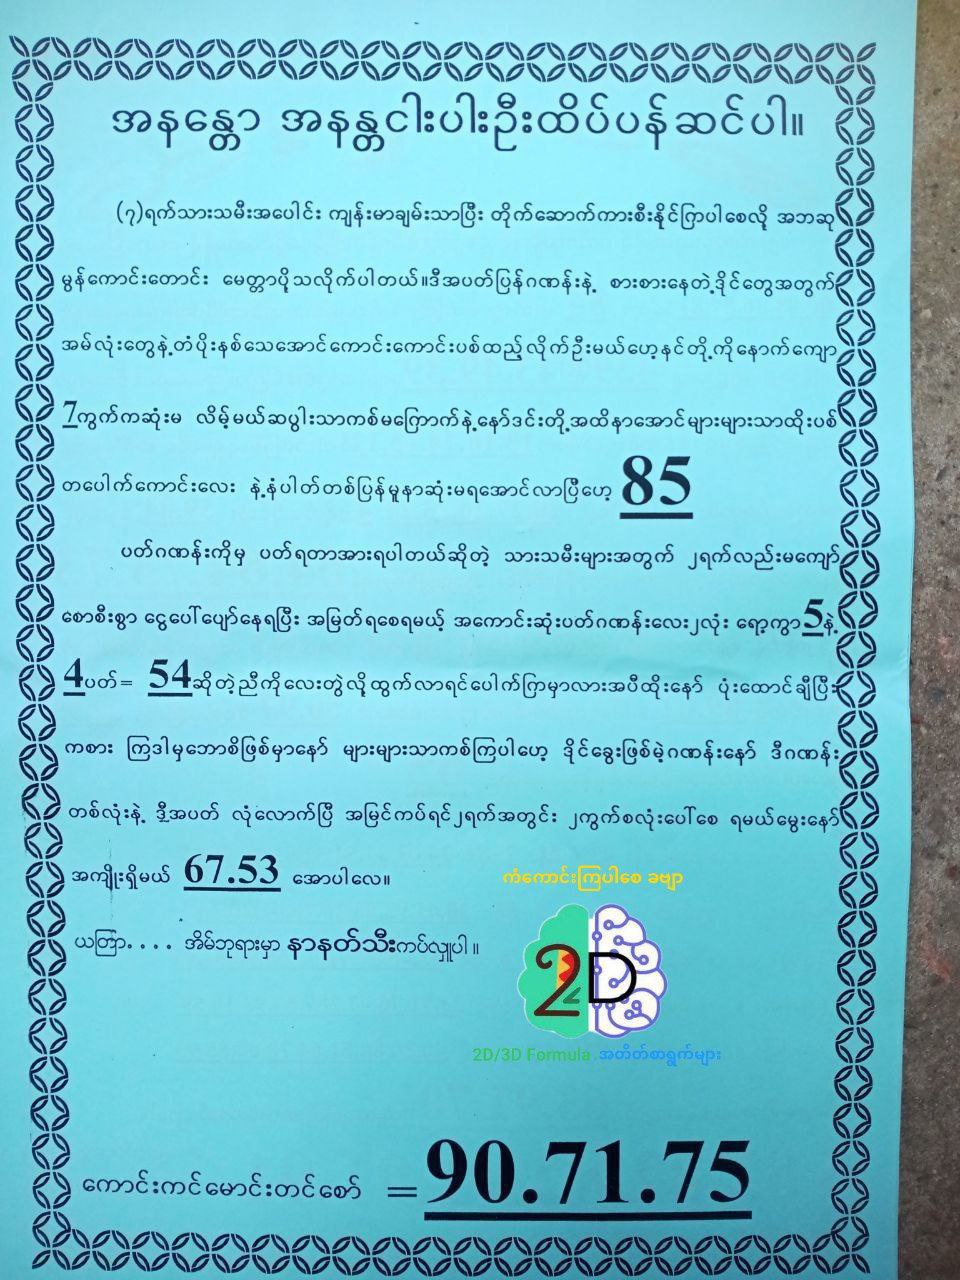 အနန္တော အနန္တငါးပါးဦးထိပ်ပန်ဆင်ပါ။
(၇)ရက်သားသမီးအပေါင်း ကျန်းမာချမ်းသာပြီး တိုက်ဆောက်ကားစီးနိုင်ကြပါစေလို့ အဘဆု
မွန်ကောင်းတောင်း မေတ္တာပို့သလိုက်ပါတယ်။ဒီအပတ်ပြန်ဂဏန်းနဲ့ စားစားနေတဲ့ဒိုင်တွေအတွက်
အမ်လုံးတွေနဲ့တံပိုးနစ်သေအောင်ကောင်းကောင်းပစ်ထည့်လိုက်ဦးမယ်ဟေ့နင်တို့ကိုနောက်ကျော
7ကွက်ကဆုံးမ လိမ့်မယ်ဆပွါးသာကစ်မကြောက်နဲ့နော်ဒင်းတို့အထိနာအောင်များများသာထိုးပစ်
တပေါက်ကောင်းလေး နဲ့နံပါတ်တစ်ပြန်မူနာဆုံးမရအောင်လာပြီဟေ့ 85
ပတ်ဂဏန်းကိုမှ ပတ်ရတာအားရပါတယ်ဆိုတဲ့ သားသမီးများအတွက် ၂ရက်လည်းမကျော်
စောစီးစွာ ငွေပေါ်ပျော်နေရပြီး အမြတ်ရစေရမယ့် အကောင်းဆုံးပတ်ဂဏန်းလေး၂လုံး ရော့ကွာ5နဲ့
4ပတ်= 54ဆိုတဲ့ညီကိုလေးတွဲလိုထွက်လာရင်ပေါက်ကြမှာလားအပီထိုးနော် ပုံးထောင်ချီပြီး
ကစား ကြဒါမှဘောစိဖြစ်မှာနော် များများသာကစ်ကြပါဟေ့ ဒိုင်ခွေးဖြစ်မဲ့ဂဏန်းနော် ဒီဂဏန်း
တစ်လုံးနဲ့ ဒီအပတ် လုံလောက်ပြီ အမြင်ကပ်ရင်၂ရက်အတွင်း ၂ကွက်စလုံးပေါ်စေ ရမယ်မွေးနော်
အကျိုးရှိမယ် 67.53 အောပါလေ။
ကံကောင်းကြပါစေ ခဗျာ
ယတြာ.... အိမ်ဘုရားမှာ နာနတ်သီးကပ်လှူပါ။
2D
2D/3D Formula အတိတ်စာရွက်များ
ကောင်းကင်မောင်းတင်စော် =90.71.75